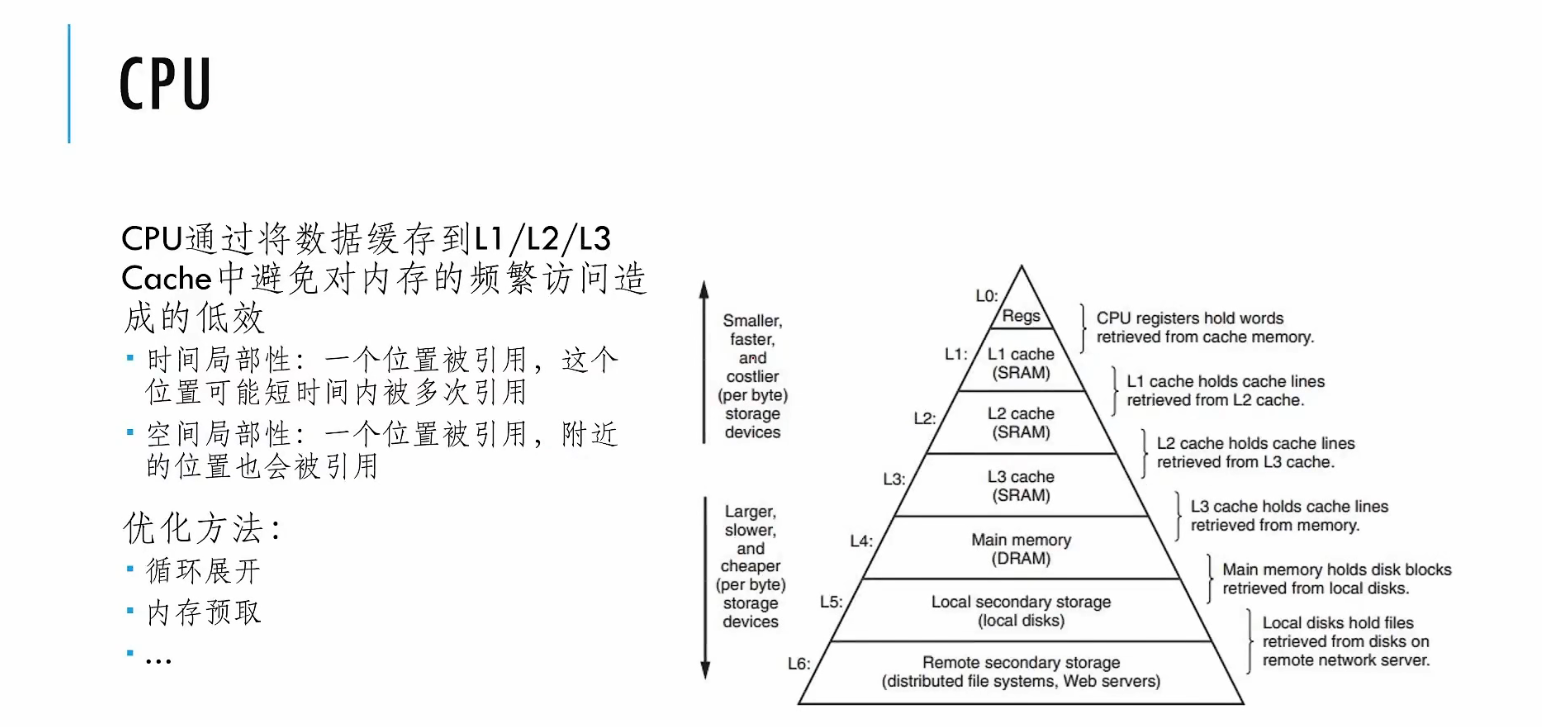 CPU
CPU通过将数据缓存到L1/L2/L3
Cache中避免对内存的频繁访问造
成的低效
时间局部性：一个位置被引用，这个
位置可能短时间内被多次引用
空间局部性：一个位置被引用，附近
的位置也会被引用
优化方法：
循环展开
内存预取
...
Smaller,
faster,
and
costlier
(per byte)
storage
devices
Larger,
slower,
and
cheaper
(per byte)
storage
devices
L0:
Regs
CPU registers hold words
retrieved from cache memory.
L1:
L1 cache
(SRAM)
L1 cache holds cache lines
retrieved from L2 cache.
L2:
L2 cache
(SRAM)
L2 cache holds cache lines
retrieved from L3 cache.
L3:
L3 cache
(SRAM)
L3 cache holds cache lines
retrieved from memory.
L4:
Main memory
(DRAM)
Main memory holds disk blocks
retrieved from local disks.
L5:
Local secondary storage
(local disks)
Local disks hold files
retrieved from disks on
remote network server.
L6:
Remote secondary storage
(distributed file systems, Web servers)